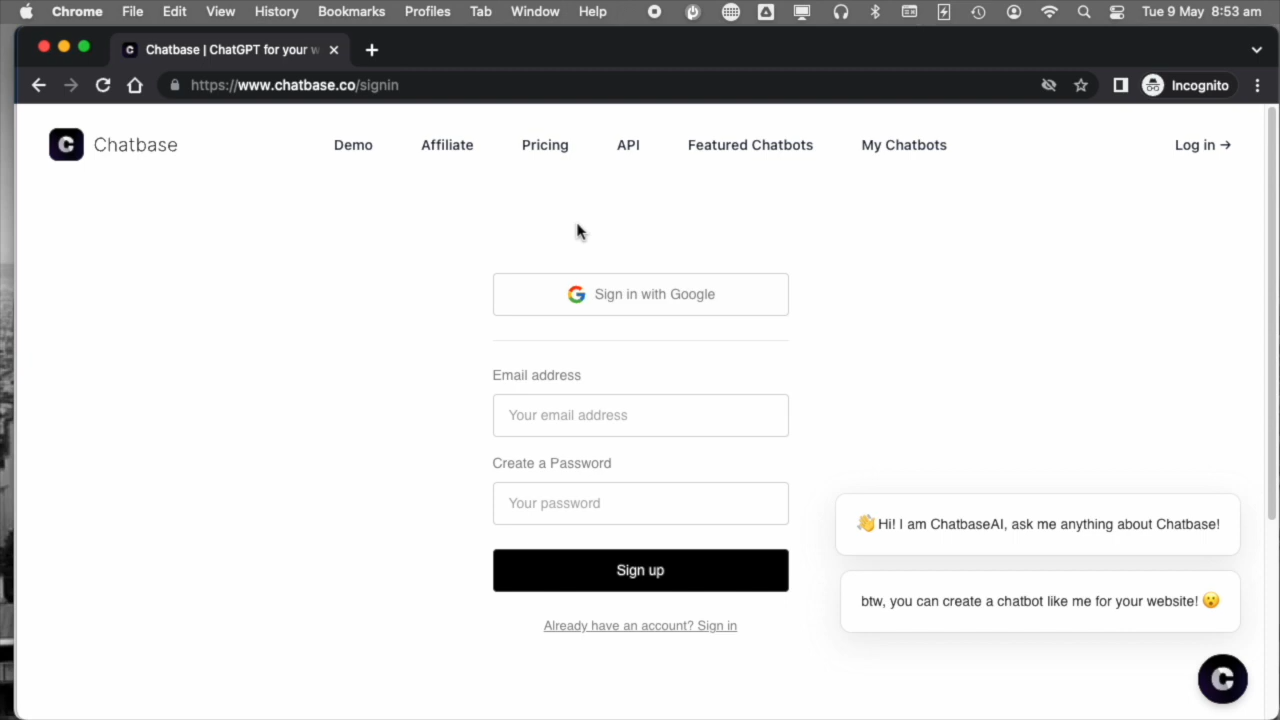 Chrome File Edit View History Bookmarks Profiles Tab Window Help Tue 9 May 8:53 am
Chatbase | ChatGPT for your w
https://www.chatbase.co/signin Incognito
C Chatbase Demo Affiliate Pricing API Featured Chatbots My Chatbots Log in →
Sign in with Google
Email address
Your email address
Create a Password
Your password
Sign up
Already have an account? Sign in
👋 Hi! I am ChatbaseAI, ask me anything about Chatbase!
btw, you can create a chatbot like me for your website! 😮
C